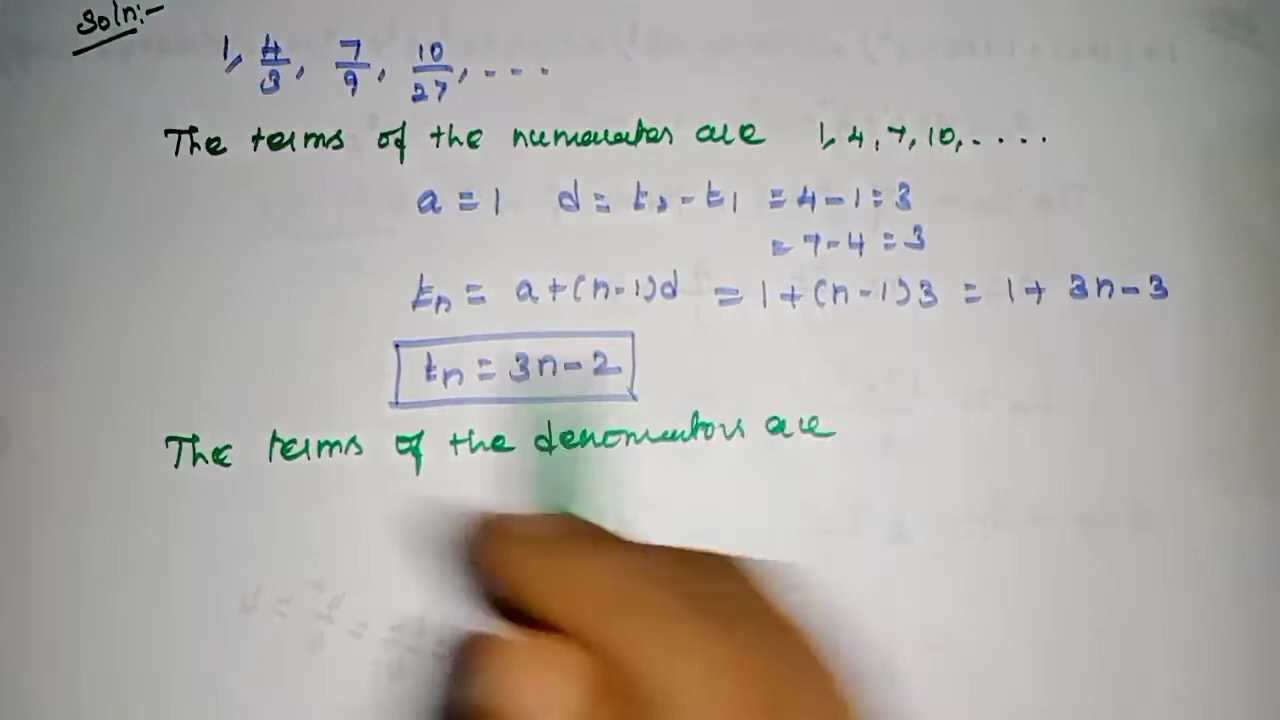 Soln:-
1, 4/3, 7/9, 10/27, ....
The terms of the numerator are 1, 4, 7, 10, ....
a = 1 d = t2 - t1 = 4 - 1 = 3
= 7 - 4 = 3
tn = a + (n-1)d = 1 + (n-1)3 = 1 + 3n - 3
tn = 3n - 2
The terms of the denominators are